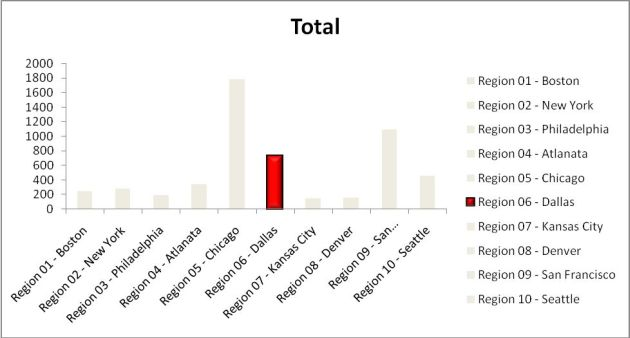 Total
2000
1800
1600
1400
1200
1000
800
600
400
200
0
Region 01 - Boston
Region 02 - New York
Region 03 - Philadelphia
Region 04 - Atlanata
Region 05 - Chicago
Region 06 - Dallas
Region 07 - Kansas City
Region 08 - Denver
Region 09 - San...
Region 10 - Seattle
Region 01 - Boston
Region 02 - New York
Region 03 - Philadelphia
Region 04 - Atlanata
Region 05 - Chicago
Region 06 - Dallas
Region 07 - Kansas City
Region 08 - Denver
Region 09 - San Francisco
Region 10 - Seattle